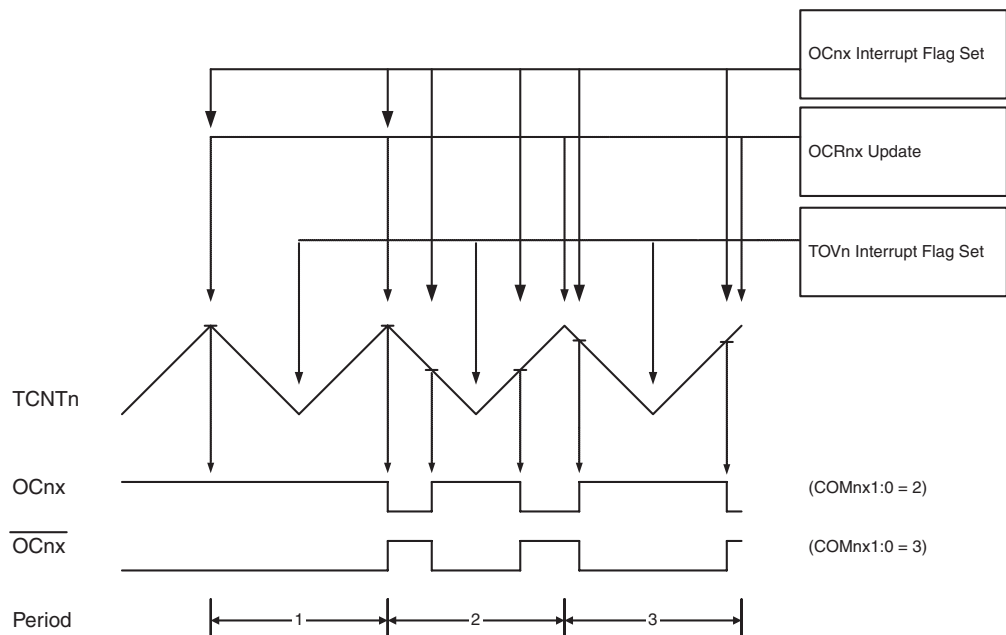 OCnx Interrupt Flag Set
OCRnx Update
TOVn Interrupt Flag Set
TCNTn
OCnx
(COMnx1:0 = 2)
OCnx
(COMnx1:0 = 3)
Period
1
2
3